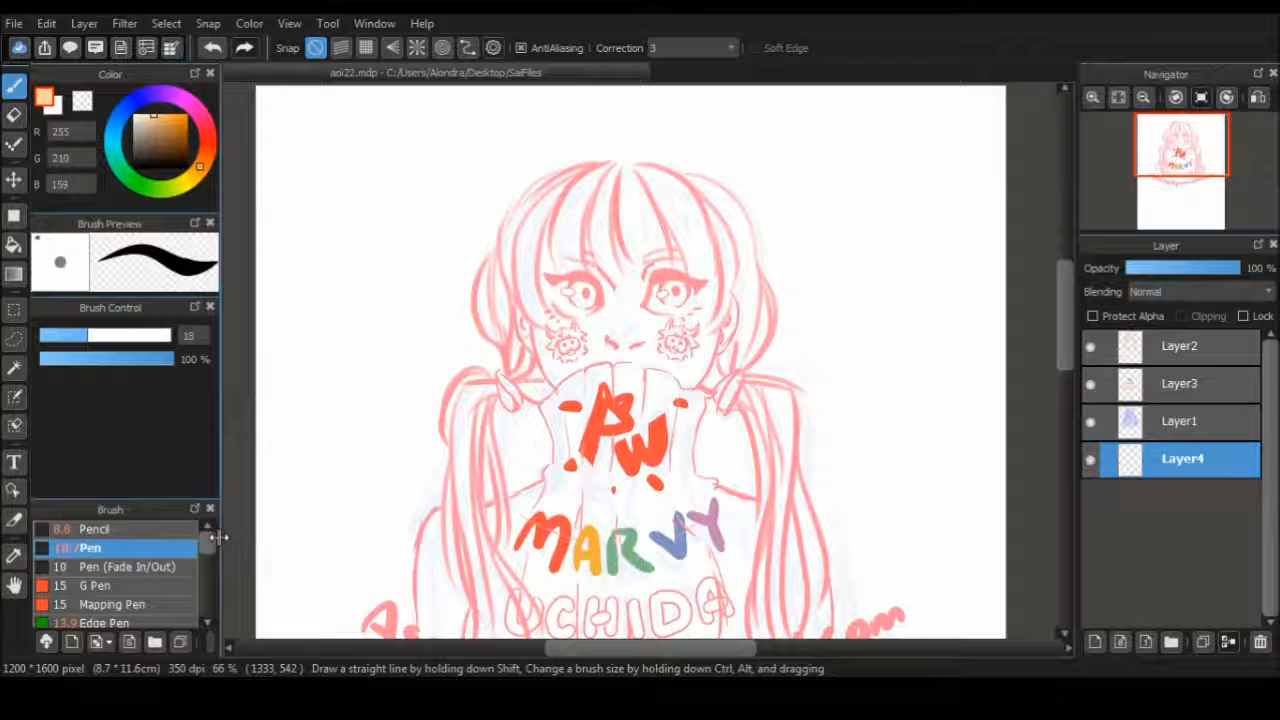 File Edit Layer Filter Select Snap Color View Tool Window Help
Snap AntiAliasing Correction 3 Soft Edge
Color
aoi22.mdp - C:/Users/Alondra/Desktop/SaiFiles
Navigator
R 255
G 210
B 159
Brush Preview
Brush Control
18
100 %
Layer
Opacity 100 %
Blending Normal
Protect Alpha Clipping Lock
Layer2
Layer3
Layer1
Layer4
AS
W
MARVY
UCHIDA
Brush
8.8 Pencil
Pen
10 Pen (Fade In/Out)
15 G Pen
15 Mapping Pen
13.9 Edge Pen
1200 * 1600 pixel (8.7 * 11.6cm) 350 dpi 66 % (1333, 542) Draw a straight line by holding down Shift, Change a brush size by holding down Ctrl, Alt, and dragging